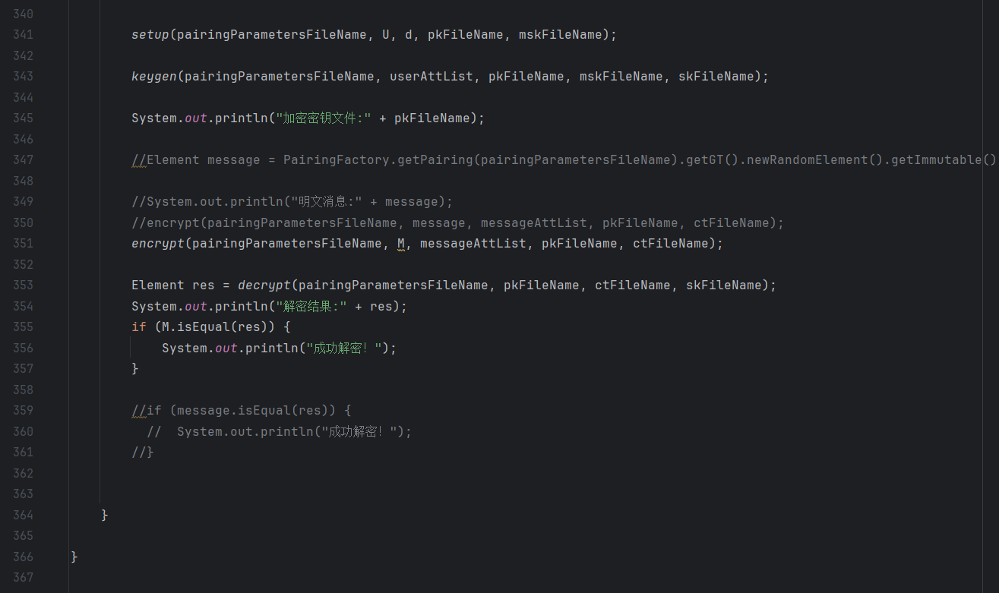 340
341 setup(pairingParametersFileName, U, d, pkFileName, mskFileName);
342
343 keygen(pairingParametersFileName, userAttList, pkFileName, mskFileName, skFileName);
344
345 System.out.println("加密密钥文件:" + pkFileName);
346
347 //Element message = PairingFactory.getPairing(pairingParametersFileName).getGT().newRandomElement().getImmutable()
348
349 //System.out.println("明文消息:" + message);
350 //encrypt(pairingParametersFileName, message, messageAttList, pkFileName, ctFileName);
351 encrypt(pairingParametersFileName, M, messageAttList, pkFileName, ctFileName);
352
353 Element res = decrypt(pairingParametersFileName, pkFileName, ctFileName, skFileName);
354 System.out.println("解密结果:" + res);
355 if (M.isEqual(res)) {
356 System.out.println("成功解密！");
357 }
358
359 //if (message.isEqual(res)) {
360 // System.out.println("成功解密！");
361 //}
362
363
364 }
365
366 }
367